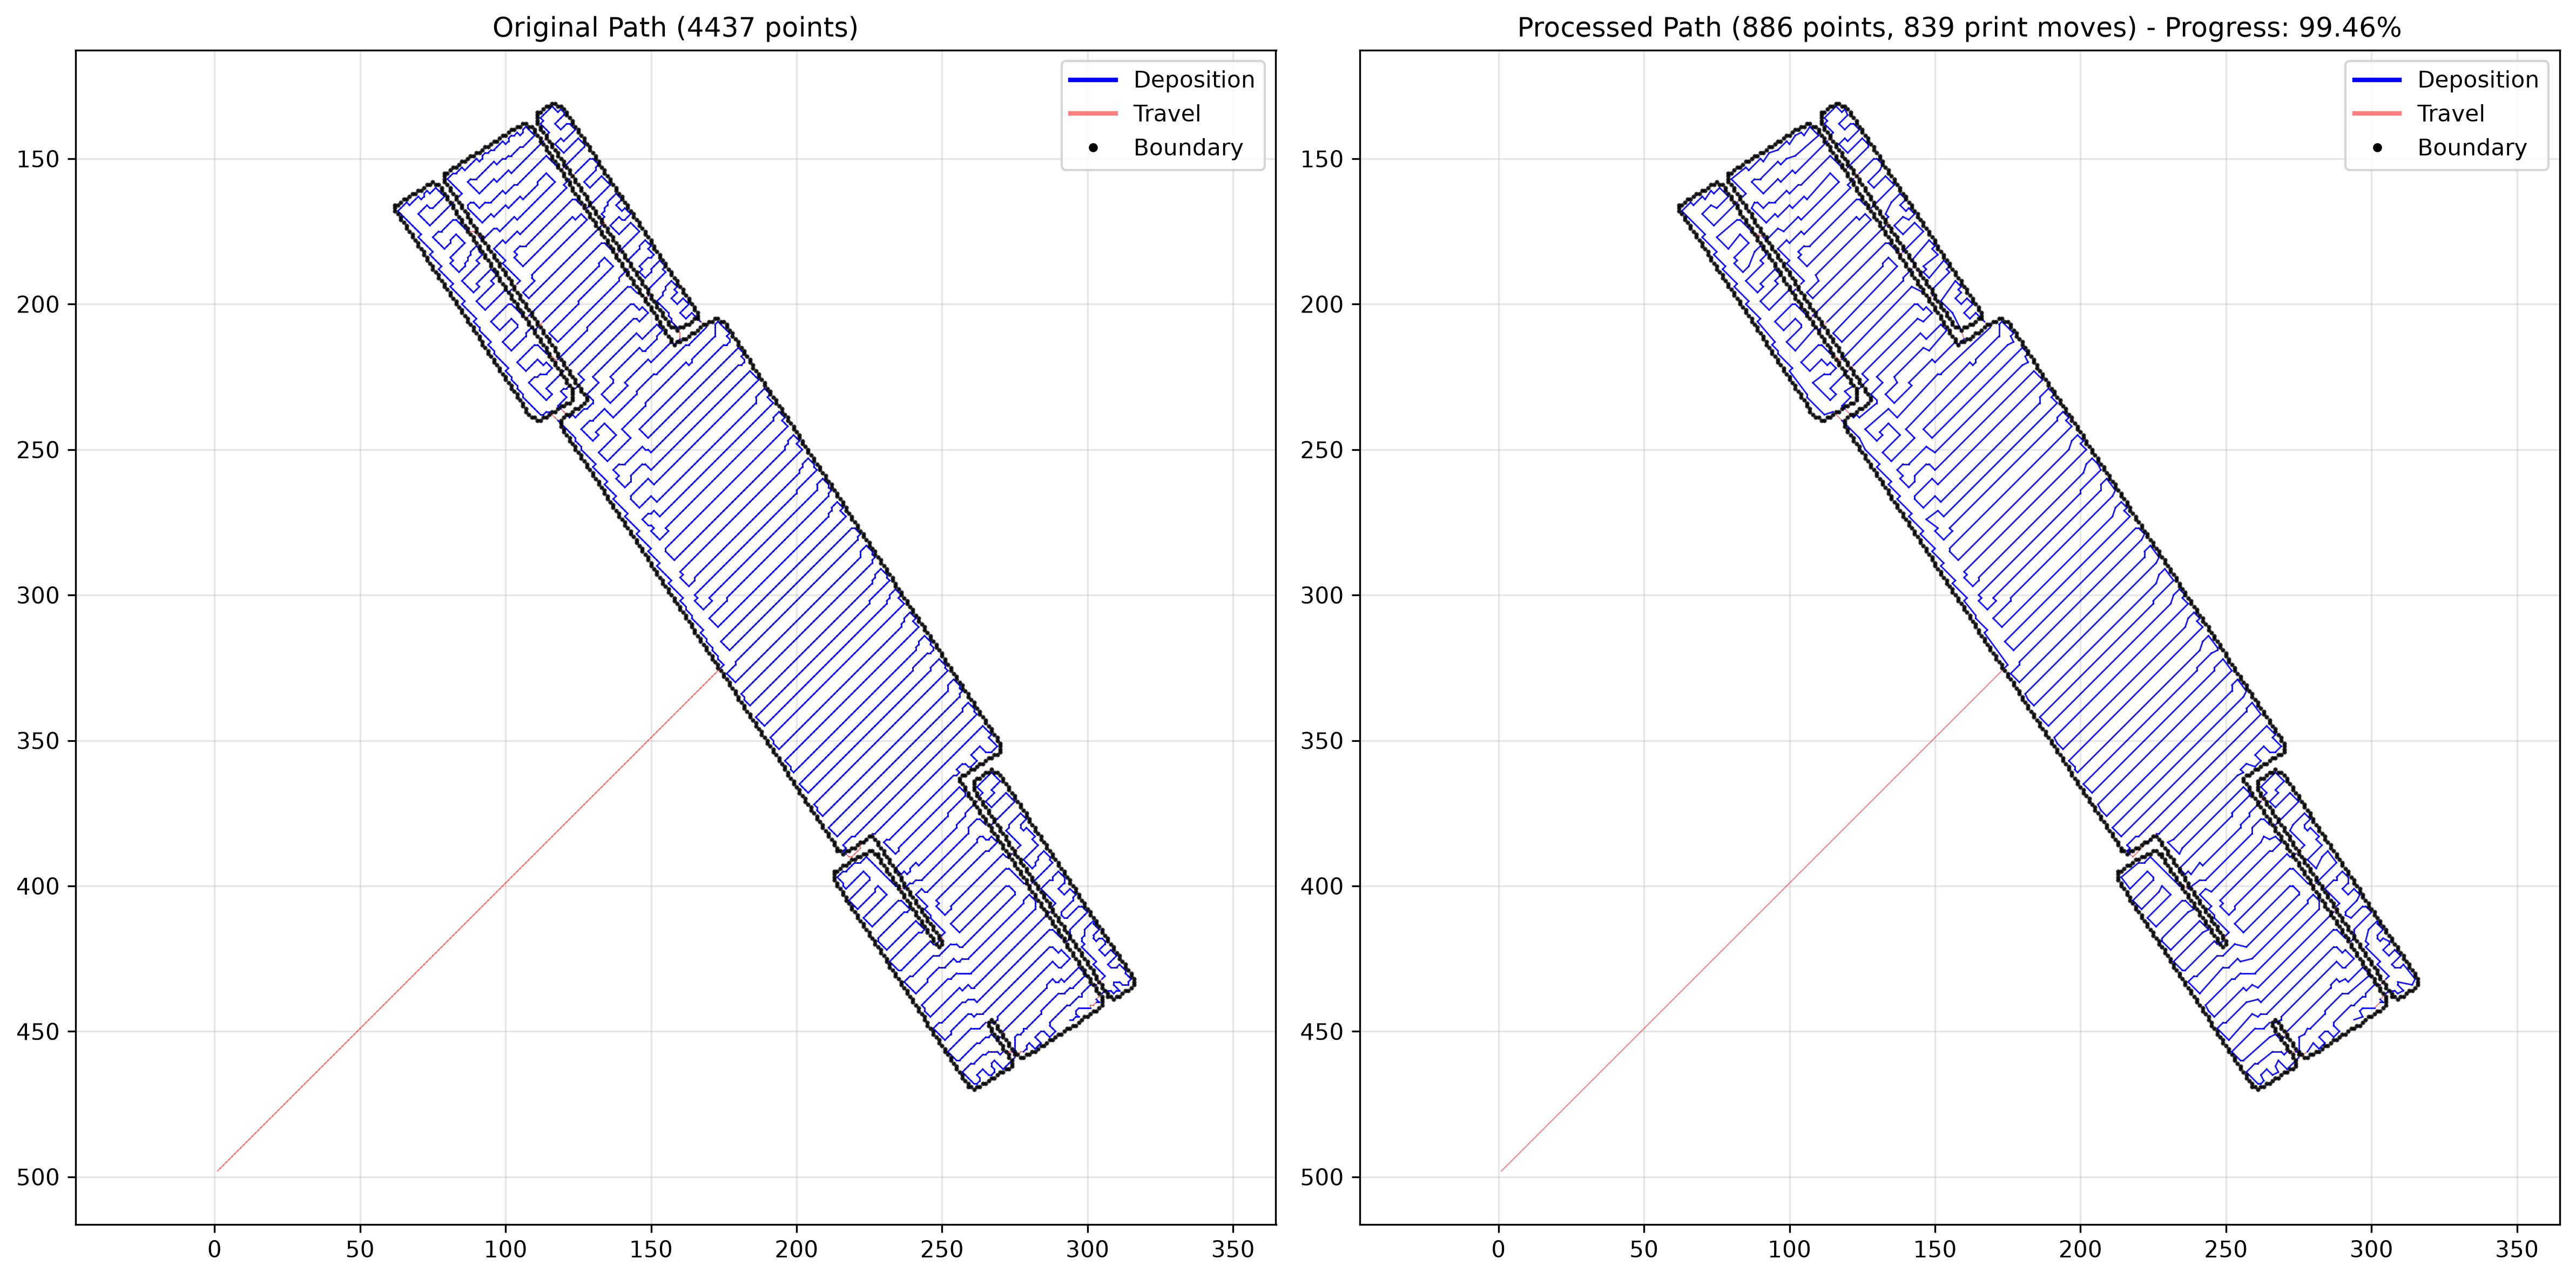 Original Path (4437 points)
Deposition
Travel
Boundary
150
200
250
300
350
400
450
500
0 50 100 150 200 250 300 350
Processed Path (886 points, 839 print moves) - Progress: 99.46%
Deposition
Travel
Boundary
150
200
250
300
350
400
450
500
0 50 100 150 200 250 300 350